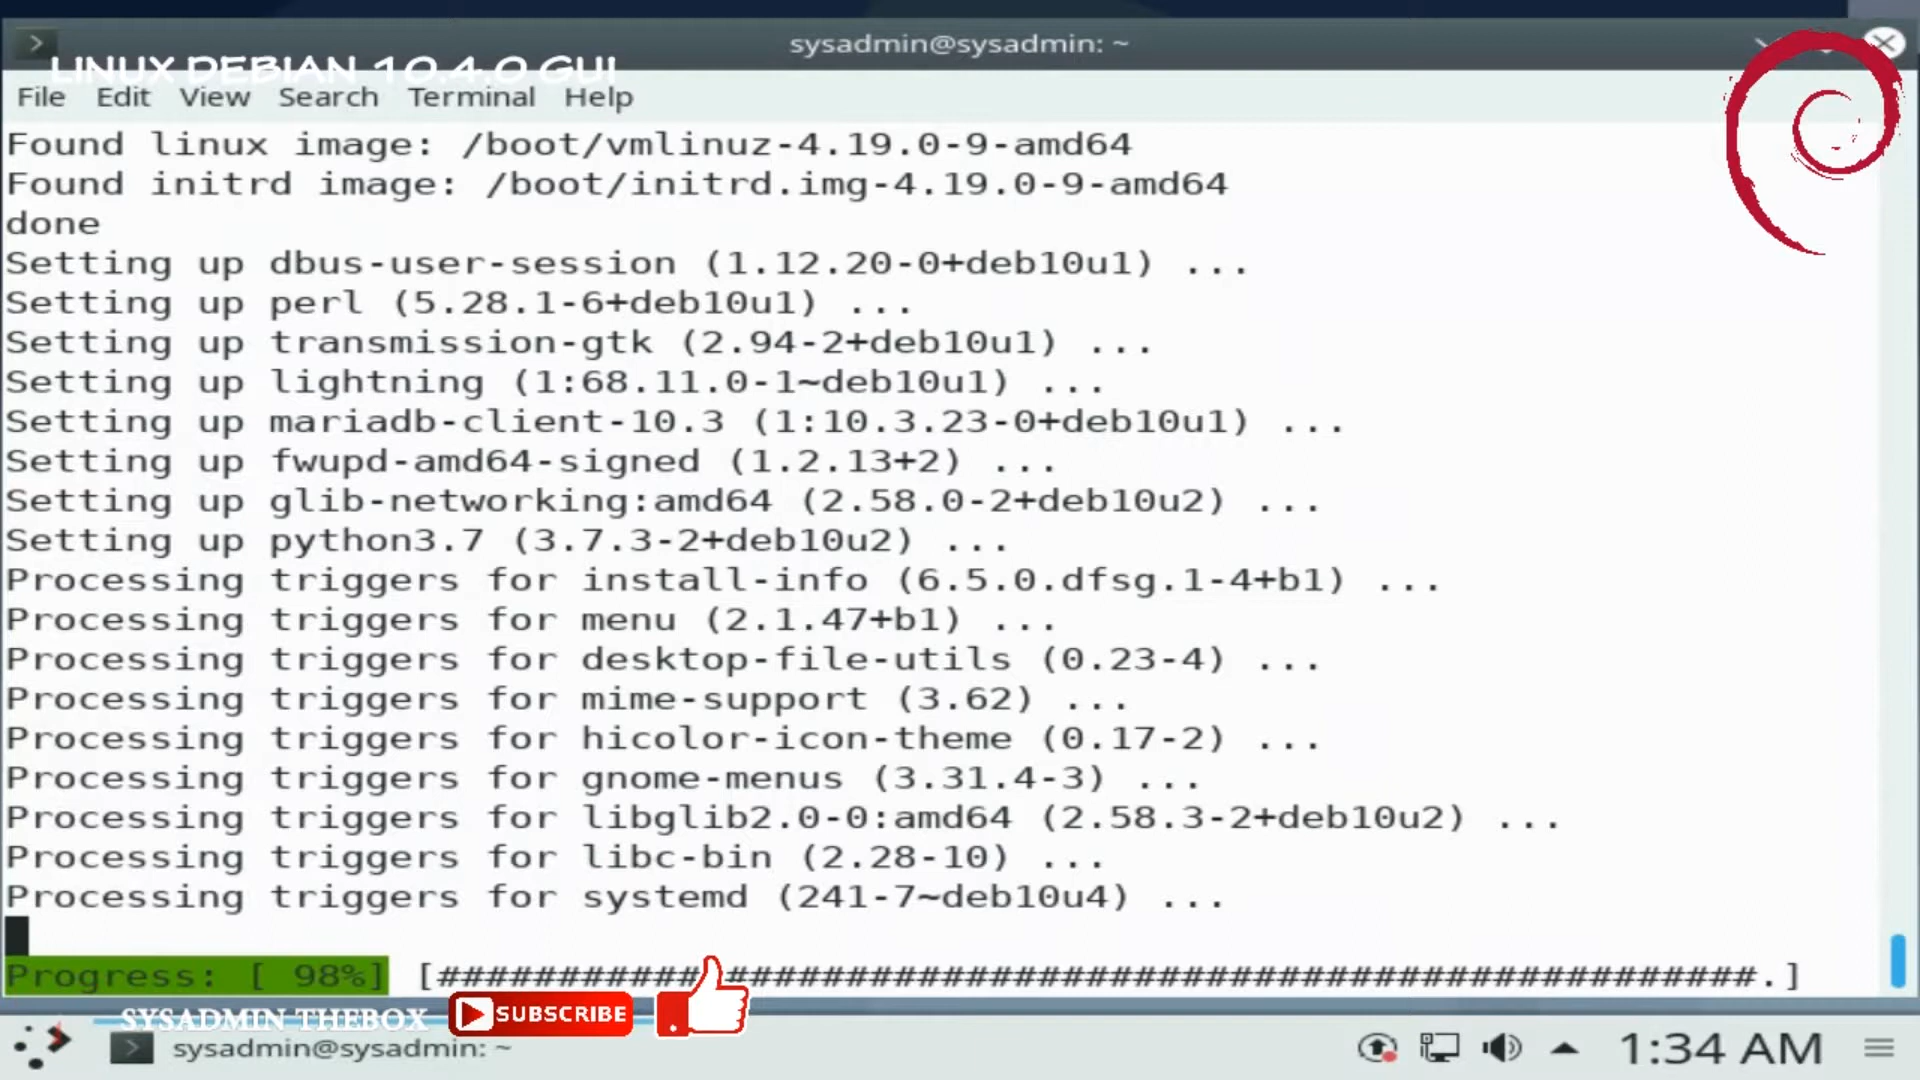 sysadmin@sysadmin: ~
LINUX DEBIAN 10.4.0 GUI
File Edit View Search Terminal Help
Found linux image: /boot/vmlinuz-4.19.0-9-amd64
Found initrd image: /boot/initrd.img-4.19.0-9-amd64
done
Setting up dbus-user-session (1.12.20-0+deb10u1) ...
Setting up perl (5.28.1-6+deb10u1) ...
Setting up transmission-gtk (2.94-2+deb10u1) ...
Setting up lightning (1:68.11.0-1~deb10u1) ...
Setting up mariadb-client-10.3 (1:10.3.23-0+deb10u1) ...
Setting up fwupd-amd64-signed (1.2.13+2) ...
Setting up glib-networking:amd64 (2.58.0-2+deb10u2) ...
Setting up python3.7 (3.7.3-2+deb10u2) ...
Processing triggers for install-info (6.5.0.dfsg.1-4+b1) ...
Processing triggers for menu (2.1.47+b1) ...
Processing triggers for desktop-file-utils (0.23-4) ...
Processing triggers for mime-support (3.62) ...
Processing triggers for hicolor-icon-theme (0.17-2) ...
Processing triggers for gnome-menus (3.31.4-3) ...
Processing triggers for libglib2.0-0:amd64 (2.58.3-2+deb10u2) ...
Processing triggers for libc-bin (2.28-10) ...
Processing triggers for systemd (241-7~deb10u4) ...
Progress: [ 98%] [#######################################################.]
SYSADMIN THEBOX SUBSCRIBE
sysadmin@sysadmin: ~ 1:34 AM